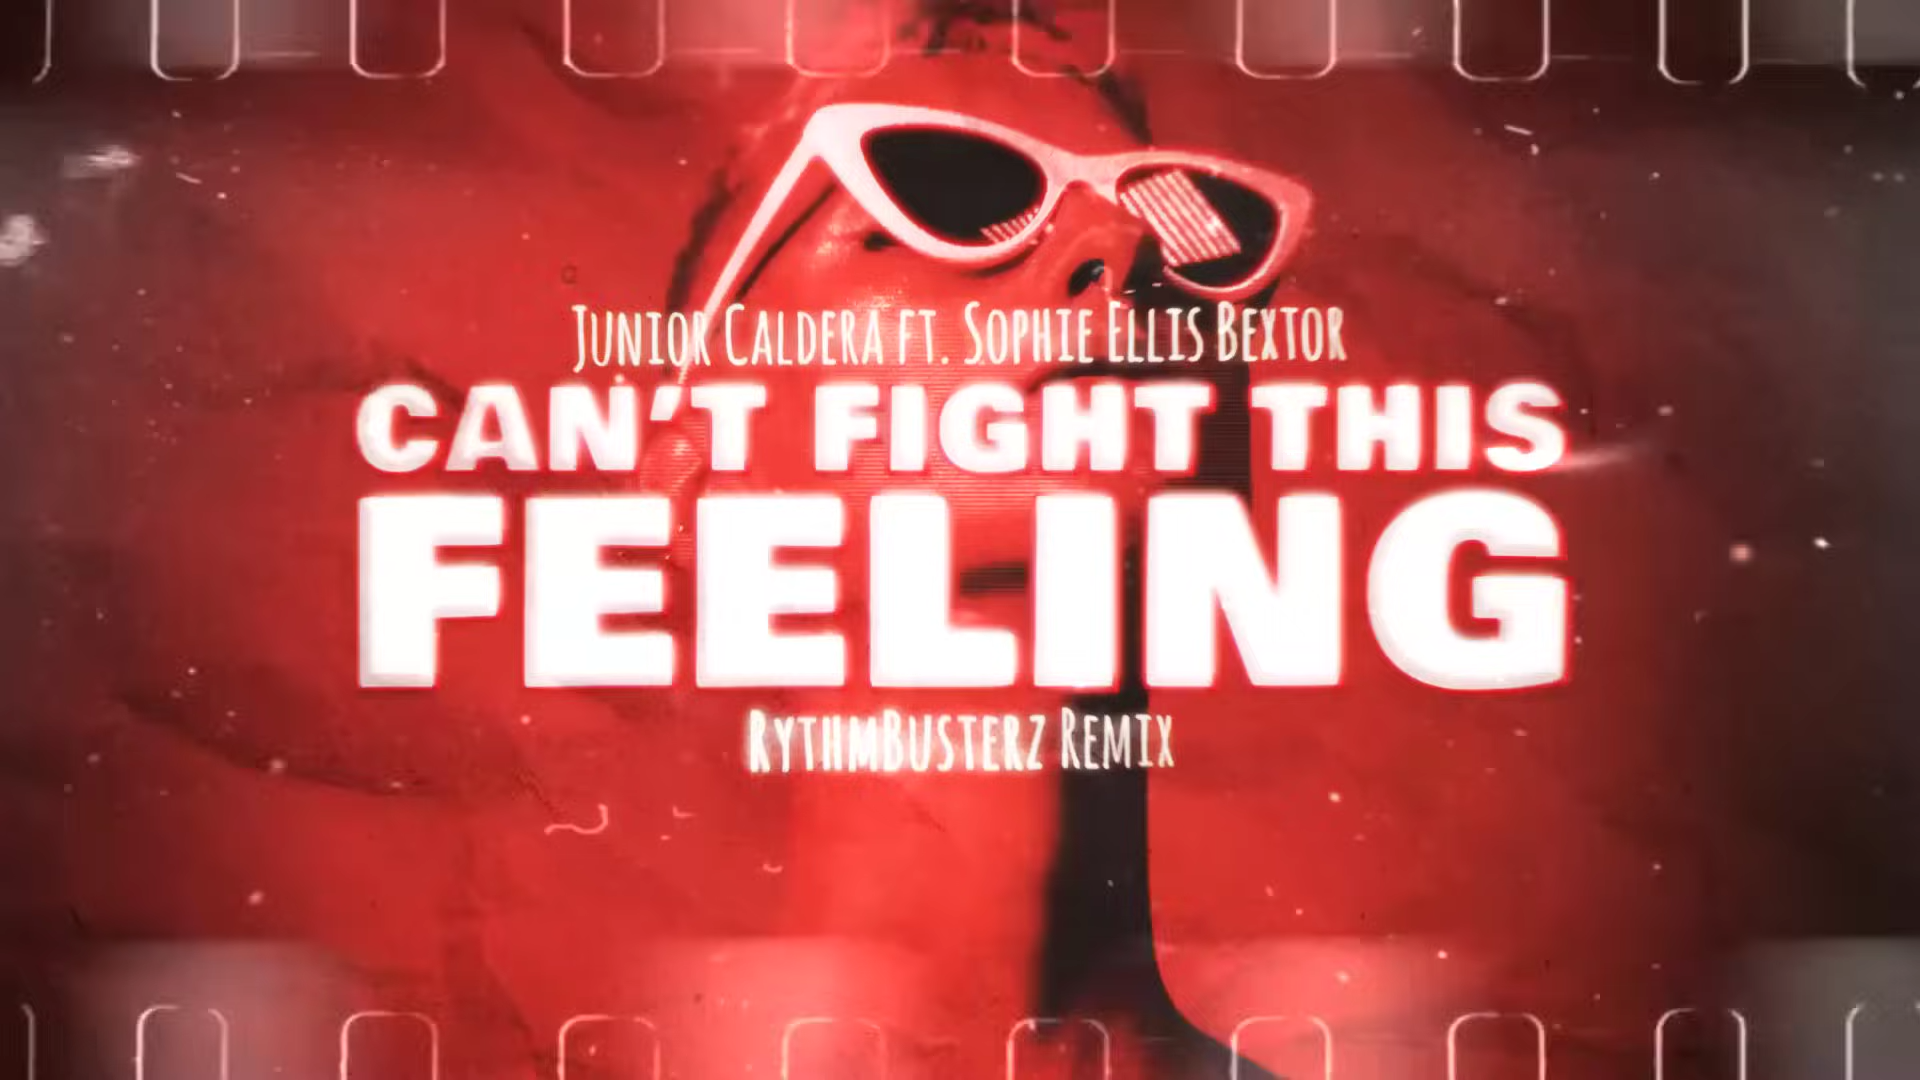 Junior Caldera ft. Sophie Ellis Bextor
CAN'T FIGHT THIS
FEELING
RythmBusterz Remix